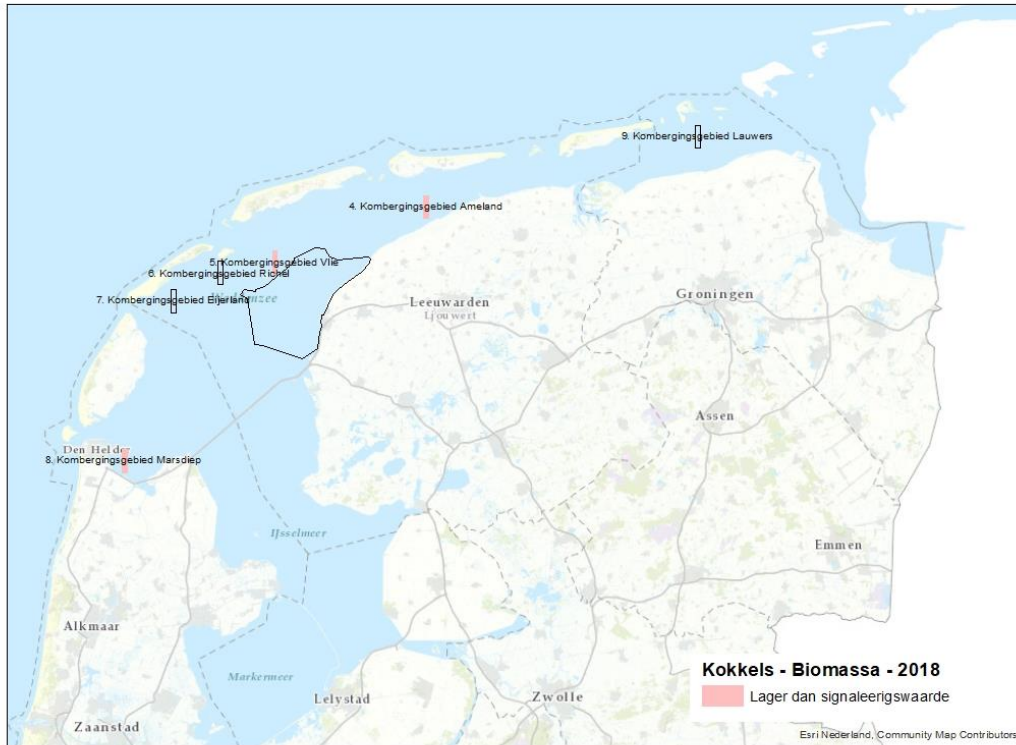 9. Kombergingsgebied Lauwers
4. Kombergingsgebied Ameland
5. Kombergingsgebied Vlie
6. Kombergingsgebied Richel
7. Kombergingsgebied Eijerland
Leeuwarden
Ljouwert
Groningen
Assen
Den Helder
8. Kombergingsgebied Marsdiep
IJsselmeer
Emmen
Alkmaar
Markermeer
Lelystad
Zwolle
Zaanstad
Kokkels - Biomassa - 2018
Lager dan signaleerigswaarde
Esri Nederland, Community Map Contributors